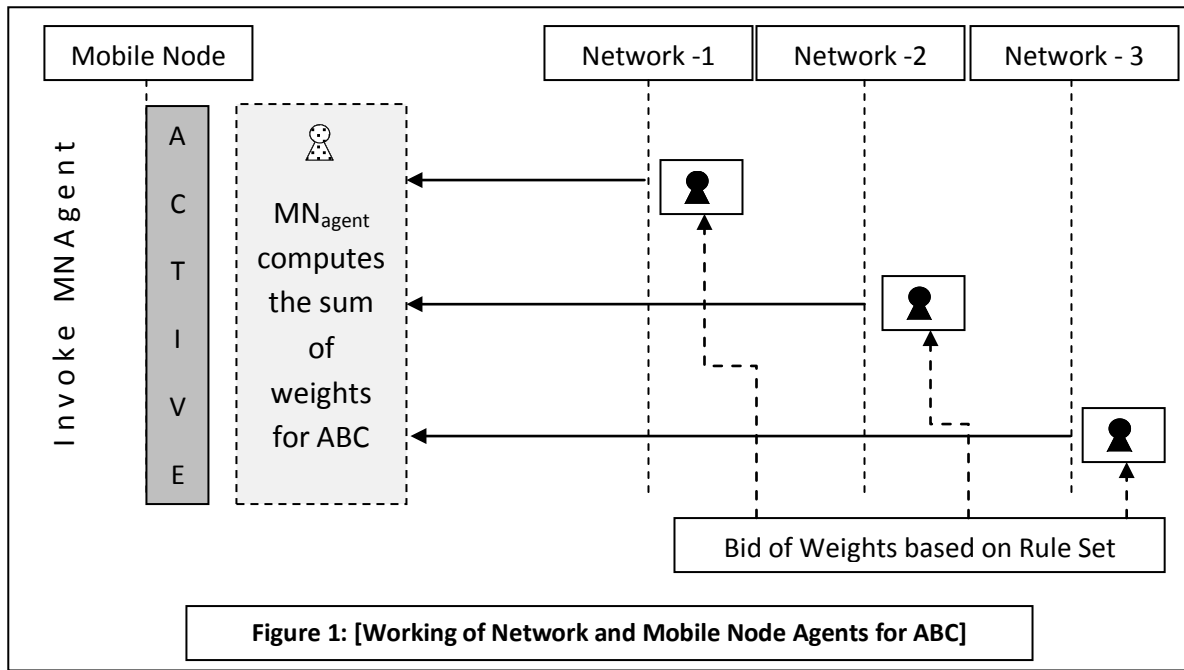 Mobile Node
Network -1
Network -2
Network - 3
Invoke MNAgent
A
C
T
I
V
E
MNagent
computes
the sum
of
weights
for ABC
Bid of Weights based on Rule Set
Figure 1: [Working of Network and Mobile Node Agents for ABC]